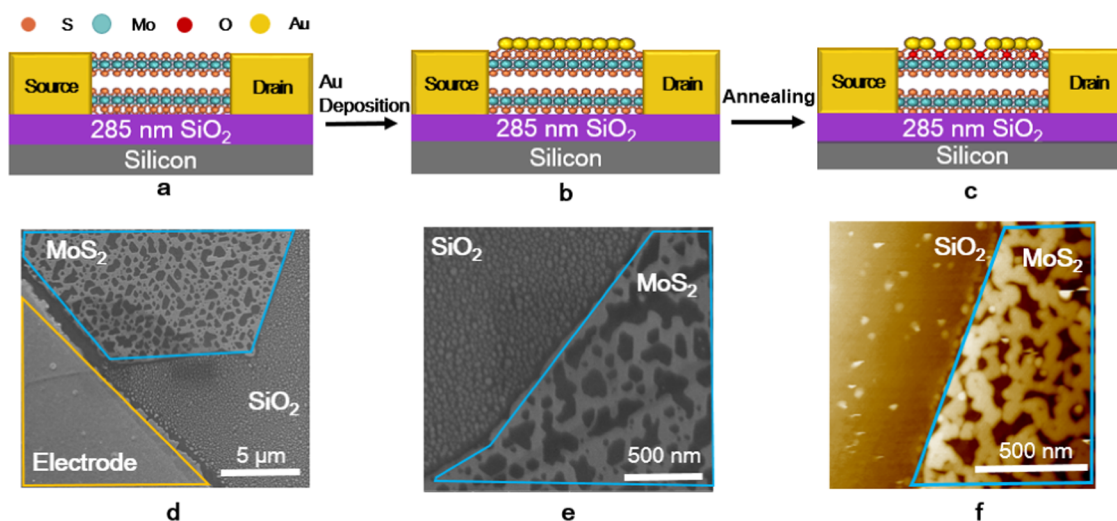 S Mo O Au
Source Drain
285 nm SiO₂
Silicon
a
Au
Deposition
Source Drain
285 nm SiO₂
Silicon
b
Annealing
Source Drain
285 nm SiO₂
Silicon
c
MoS₂
SiO₂
Electrode
5 µm
d
SiO₂
MoS₂
500 nm
e
SiO₂
MoS₂
500 nm
f